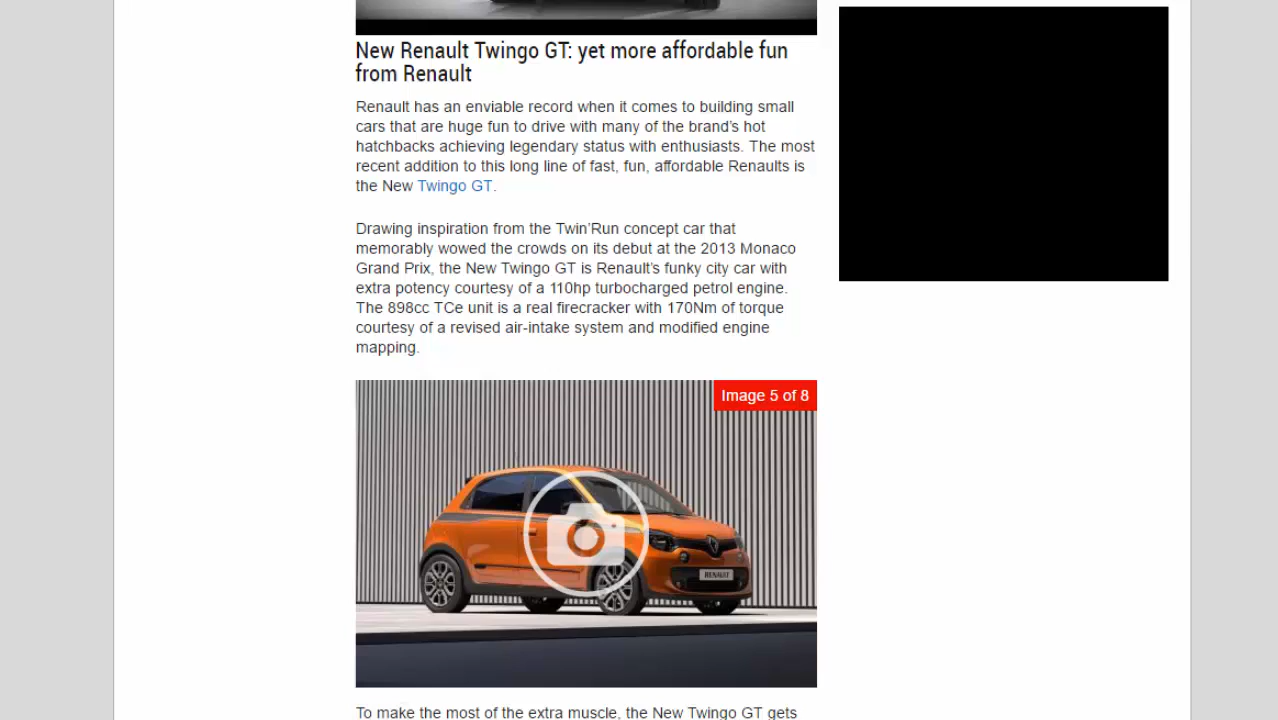 New Renault Twingo GT: yet more affordable fun
from Renault
Renault has an enviable record when it comes to building small
cars that are huge fun to drive with many of the brand’s hot
hatchbacks achieving legendary status with enthusiasts. The most
recent addition to this long line of fast, fun, affordable Renaults is
the New Twingo GT.
Drawing inspiration from the Twin’Run concept car that
memorably wowed the crowds on its debut at the 2013 Monaco
Grand Prix, the New Twingo GT is Renault’s funky city car with
extra potency courtesy of a 110hp turbocharged petrol engine.
The 898cc TCe unit is a real firecracker with 170Nm of torque
courtesy of a revised air-intake system and modified engine
mapping.
Image 5 of 8
RENAULT
To make the most of the extra muscle, the New Twingo GT gets